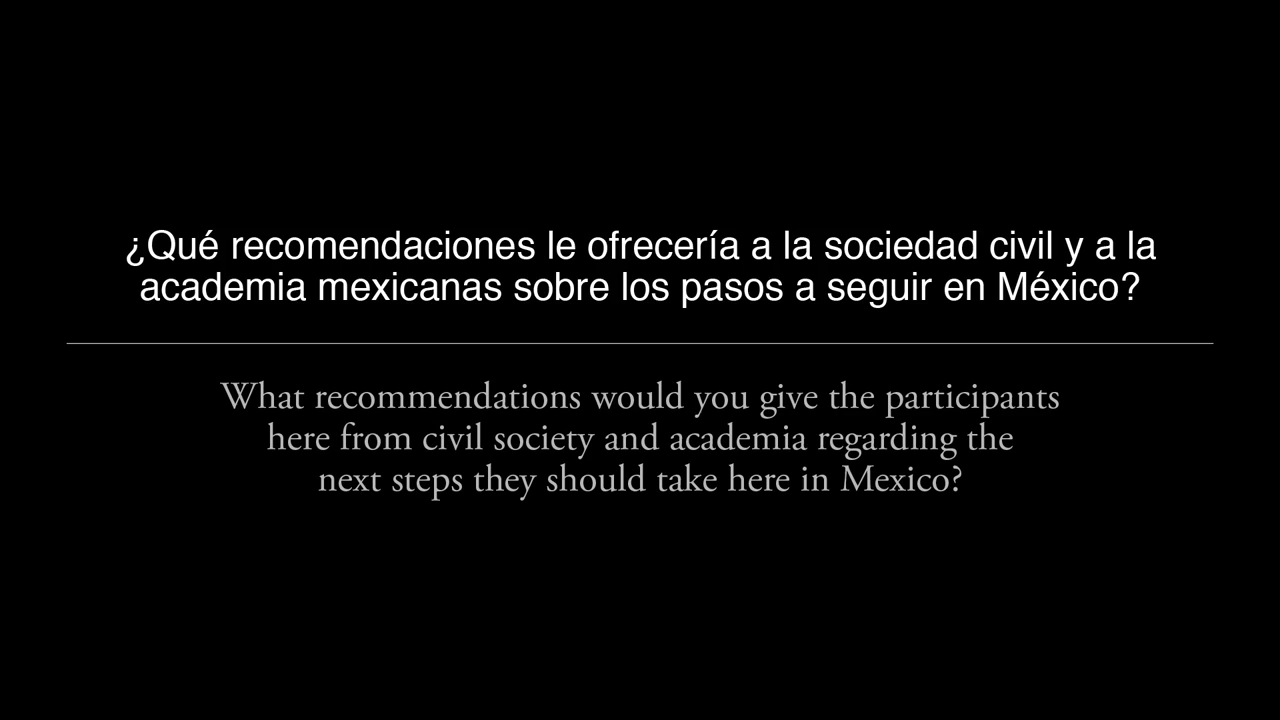 ¿Qué recomendaciones le ofrecería a la sociedad civil y a la
academia mexicanas sobre los pasos a seguir en México?
What recommendations would you give the participants
here from civil society and academia regarding the
next steps they should take here in Mexico?